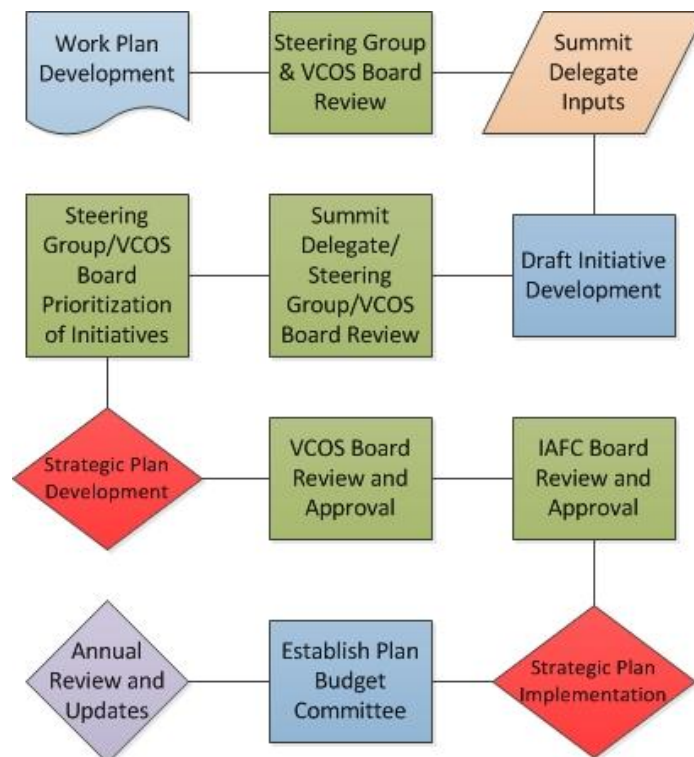 Work Plan
Development
Steering Group
& VCOS Board
Review
Summit
Delegate
Inputs
Steering
Group/VCOS
Board
Prioritization
of Initiatives
Summit
Delegate/
Steering
Group/VCOS
Board Review
Draft Initiative
Development
Strategic Plan
Development
VCOS Board
Review and
Approval
IAFC Board
Review and
Approval
Annual
Review and
Updates
Establish Plan
Budget
Committee
Strategic Plan
Implementation